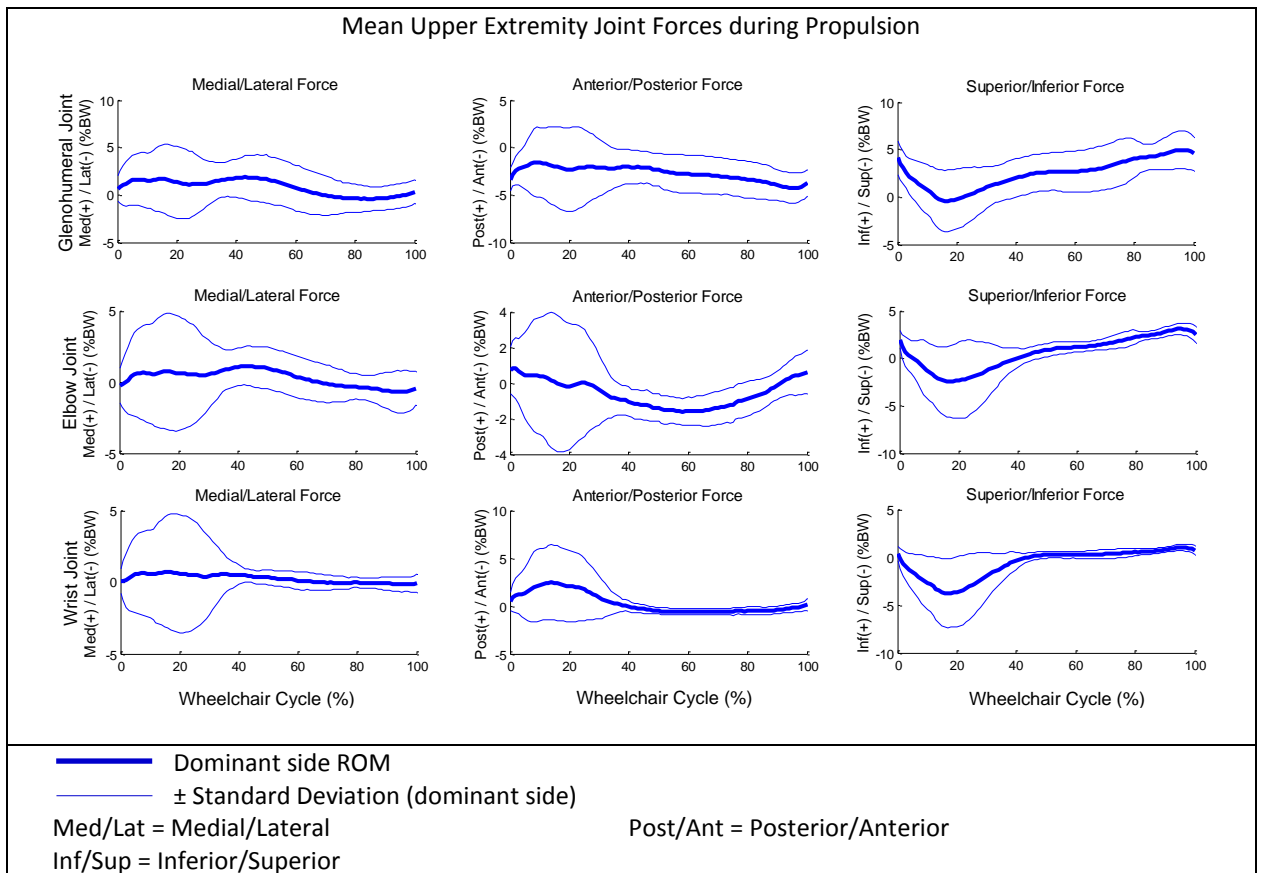 Mean Upper Extremity Joint Forces during Propulsion
Medial/Lateral Force
Anterior/Posterior Force
Superior/Inferior Force
Glenohumeral Joint
Med(+) / Lat(-) (%BW)
10
5
0
-5
0 20 40 60 80 100
Post(+) / Ant(-) (%BW)
5
0
-5
-10
0 20 40 60 80 100
Inf(+) / Sup(-) (%BW)
10
5
0
-5
0 20 40 60 80 100
Medial/Lateral Force
Anterior/Posterior Force
Superior/Inferior Force
Elbow Joint
Med(+) / Lat(-) (%BW)
5
0
-5
0 20 40 60 80 100
Post(+) / Ant(-) (%BW)
4
2
0
-2
-4
0 20 40 60 80 100
Inf(+) / Sup(-) (%BW)
5
0
-5
-10
0 20 40 60 80 100
Medial/Lateral Force
Anterior/Posterior Force
Superior/Inferior Force
Wrist Joint
Med(+) / Lat(-) (%BW)
5
0
-5
0 20 40 60 80 100
Post(+) / Ant(-) (%BW)
10
5
0
-5
0 20 40 60 80 100
Inf(+) / Sup(-) (%BW)
5
0
-5
-10
0 20 40 60 80 100
Wheelchair Cycle (%)
Wheelchair Cycle (%)
Wheelchair Cycle (%)
Dominant side ROM
± Standard Deviation (dominant side)
Med/Lat = Medial/Lateral
Post/Ant = Posterior/Anterior
Inf/Sup = Inferior/Superior